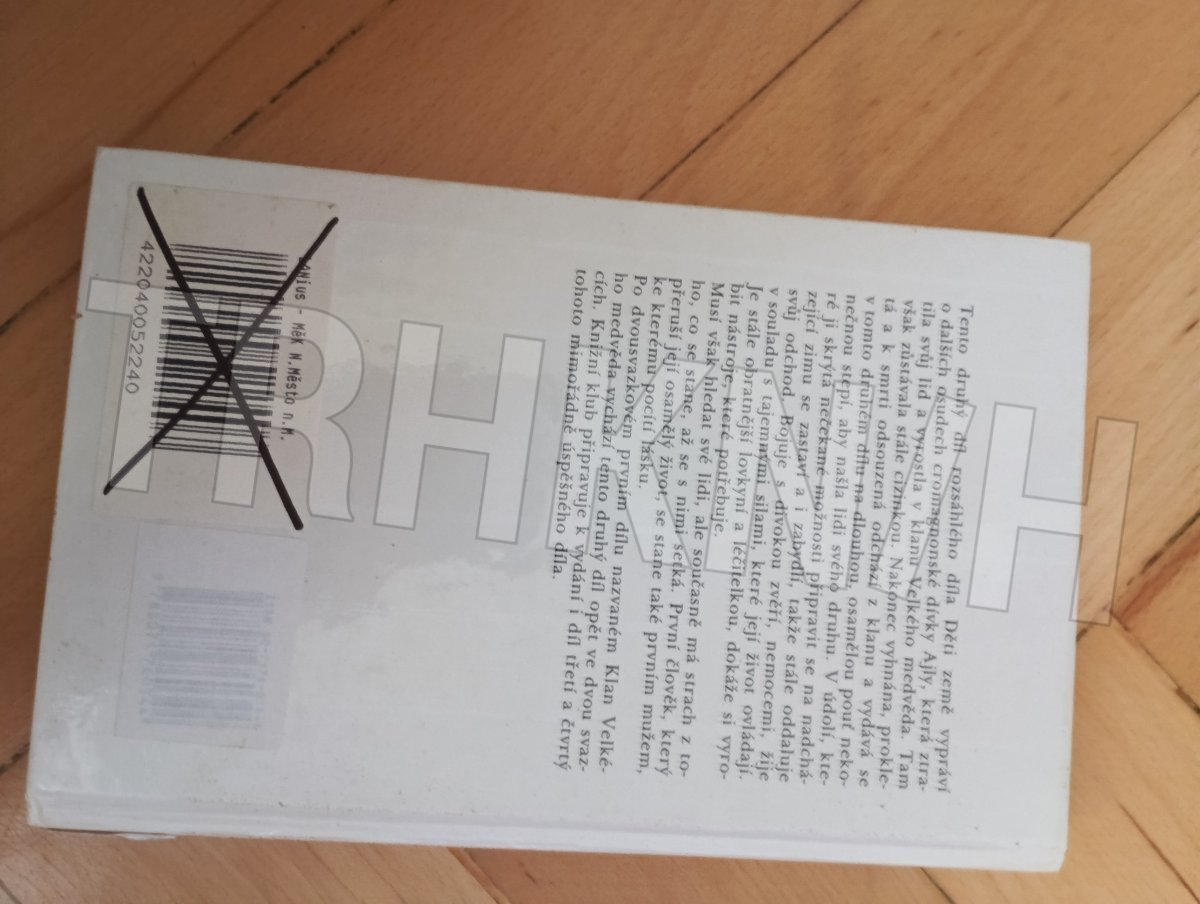 Tento druhý díl rozsáhlého díla Děti země vypráví
o dalších osudech cromagnonské dívky Ajly, která ztra-
tila svůj lid a vyrostla v klanu Velkého medvěda. Tam
však zůstávala stále cizinkou. Nakonec vyhnána, prokle-
tá a k smrti odsouzená odchází z klanu a vydává se
v tomto druhém dílu na dlouhou, osamělou pouť neko-
nečnou stepí, aby našla lidi svého druhu. V údolí, kte-
ré jí skrýtá nečekané možnosti připravit se na nadchá-
zející zimu se zastaví a i zabydlí, takže stále oddaluje
svůj odchod. Bojuje s divokou zvěří, nemocemi, žije
v souladu s tajemnými silami, které její život ovládají.
Je stále obratnější lovkyní a léčitelkou, dokáže si vyro-
bit nástroje, které potřebuje.
Musí však hledat své lidi, ale současně má strach z to-
ho, co se stane, až se s nimi setká. První člověk, který
přeruší její osamělý život, se stane také prvním mužem,
ke kterému pocítí lásku.
Po dvousvazkovém prvním dílu nazvaném Klan Velké-
ho medvěda vychází tento druhý díl opět ve dvou svaz-
cích. Knižní klub připravuje k vydání i díl třetí a čtvrtý
tohoto mimořádně úspěšného díla.
Lanius - MěK N.Město n.M.
422040052240
TRHKNIH